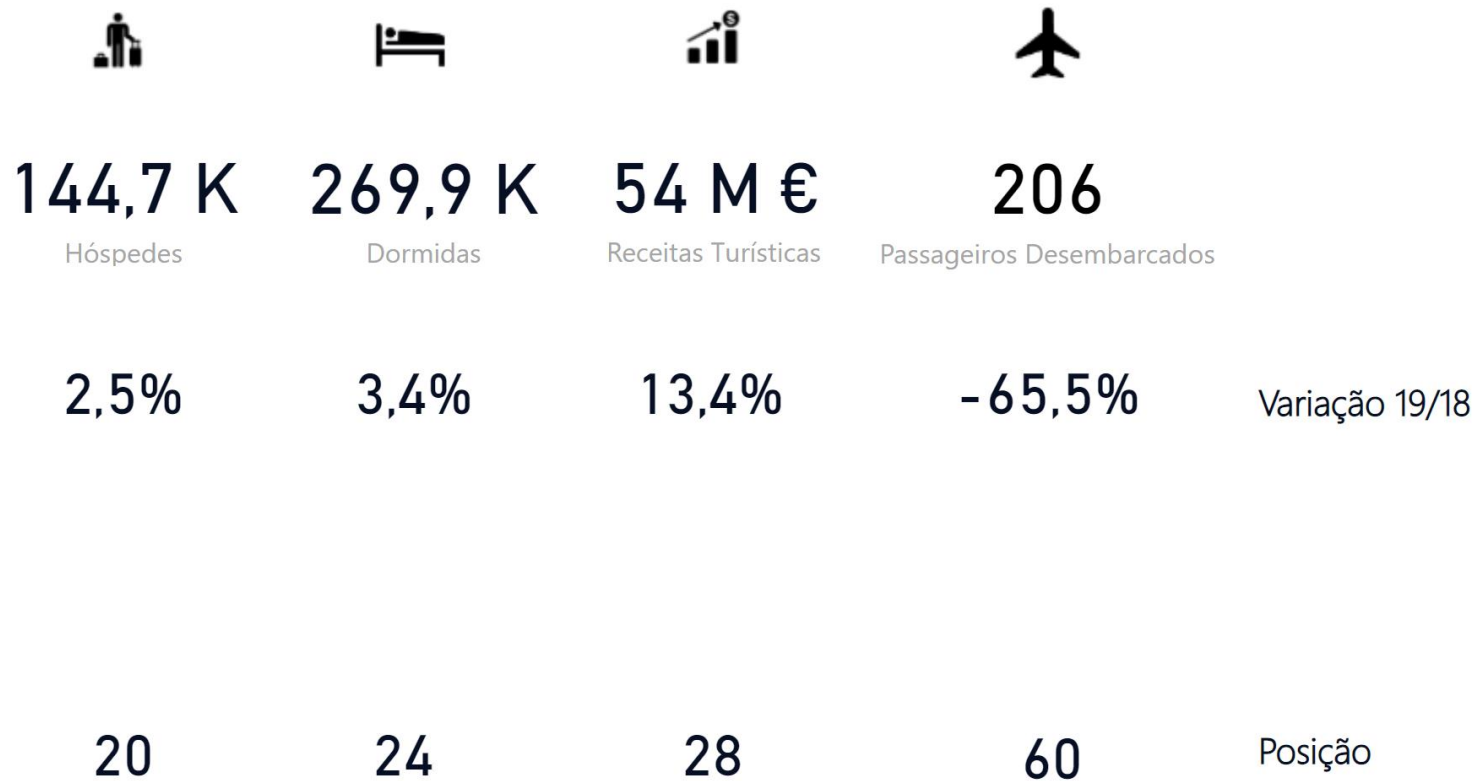 144,7 K 269,9 K 54 M € 206
Hóspedes Dormidas Receitas Turísticas Passageiros Desembarcados
2,5% 3,4% 13,4% -65,5% Variação 19/18
20 24 28 60 Posição